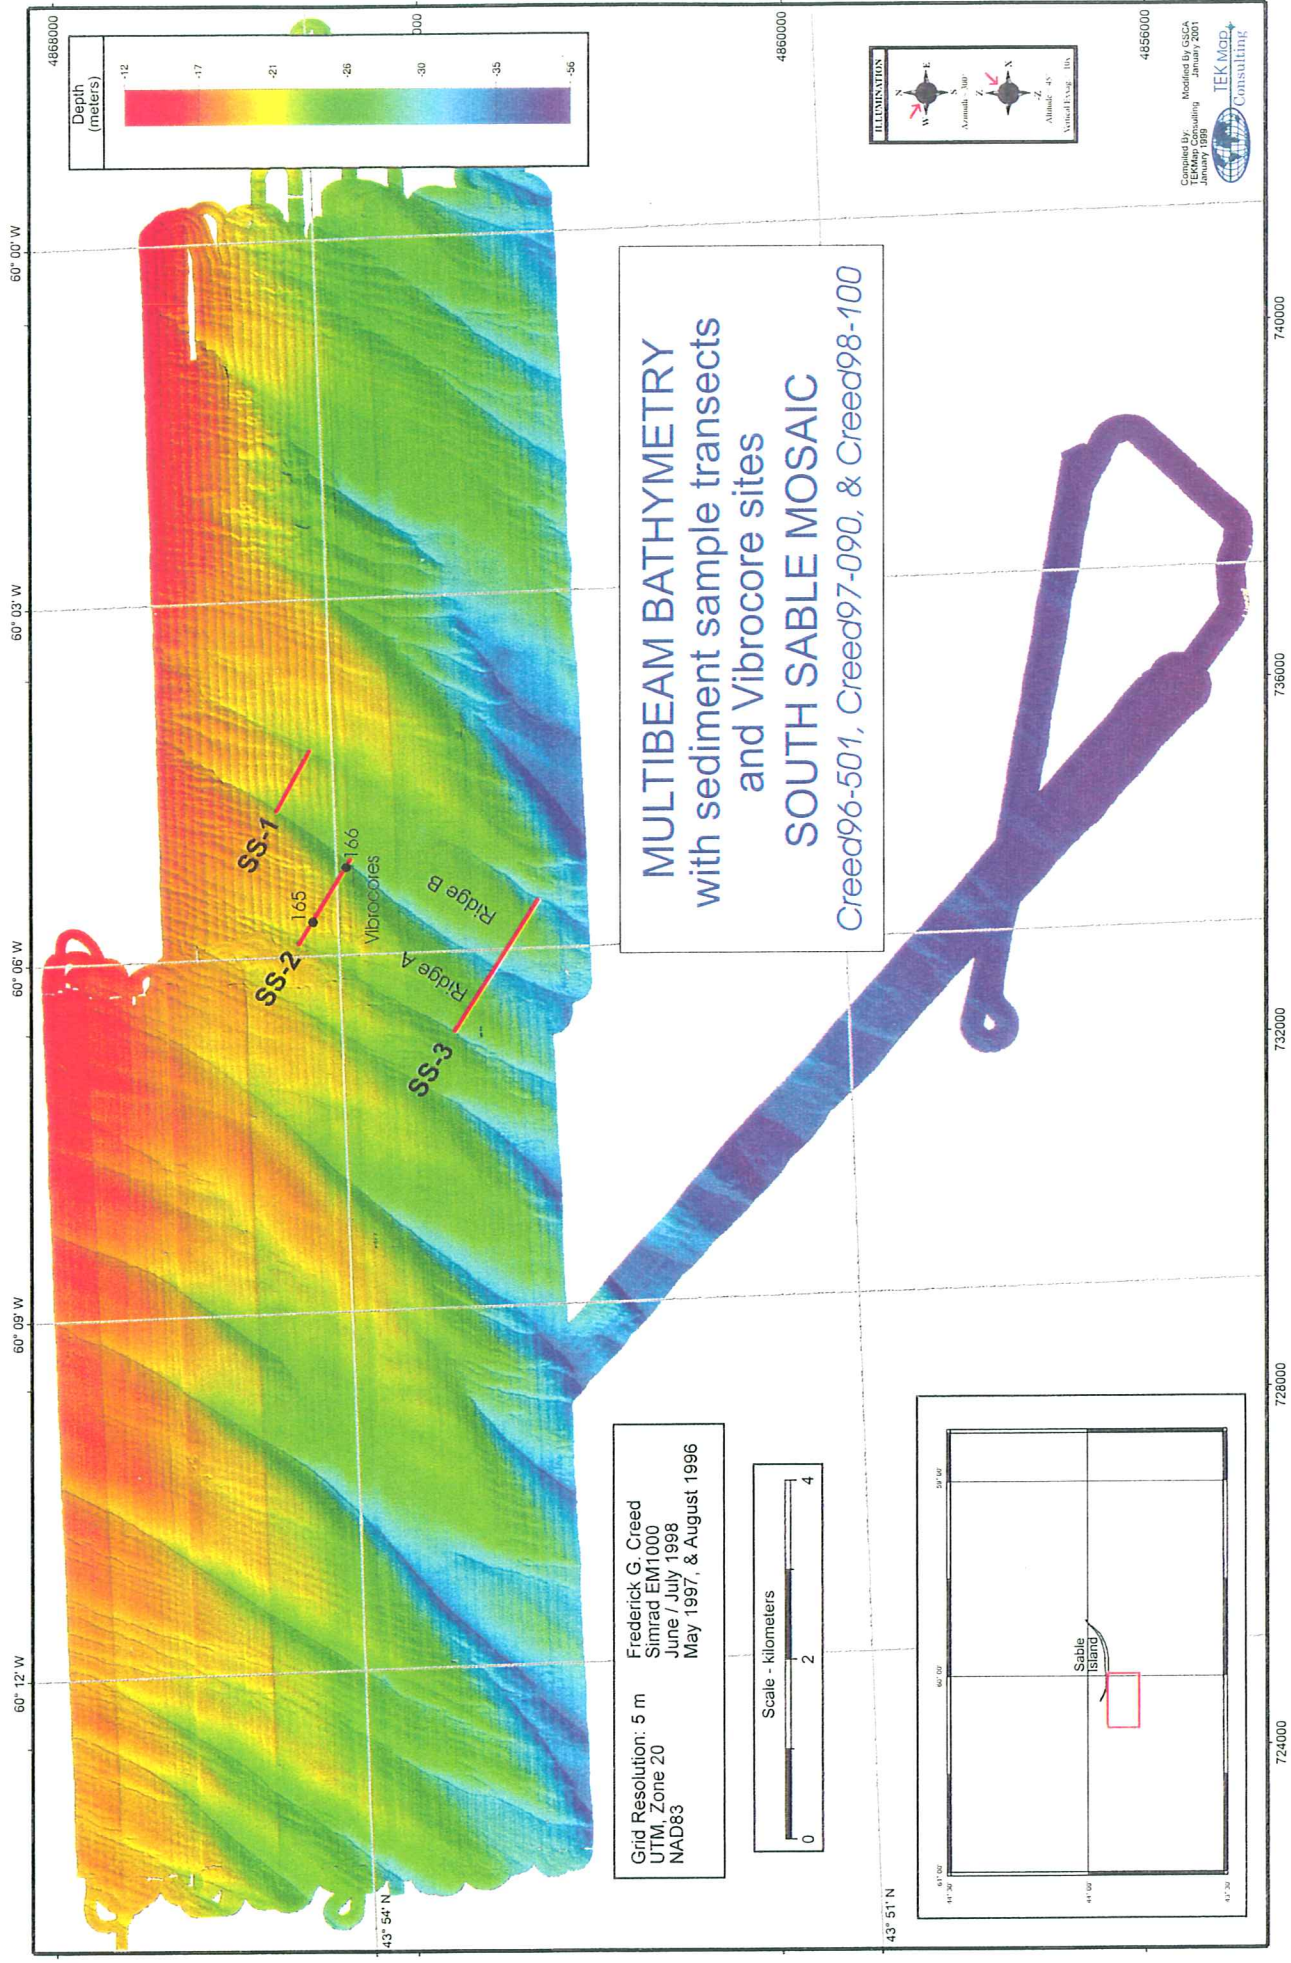 MULTIBEAM BATHYMETRY
with sediment sample transects
and Vibrocore sites
SOUTH SABLE MOSAIC
Creed96-501, Creed97-090, & Creed98-100
60° 12' W
60° 09' W
60° 06' W
60° 03' W
60° 00' W
4868000
000
4860000
4856000
Depth
(meters)
-12
-17
-21
-26
-30
-35
-56
SS-1
165
166
SS-2
Vibrocores
Ridge A
Ridge B
SS-3
ILLUMINATION
N
W
E
S
Z
X
-Z
Compiled By:
TEKMap Consulting
January 1999
Modified By GSCA
January 2001
TEK Map
Consulting
Grid Resolution: 5 m
UTM, Zone 20
NAD83
Frederick G. Creed
Simrad EM1000
June / July 1998
May 1997, & August 1996
Scale - kilometers
0
2
4
43° 54' N
43° 51' N
Sable
Island
724000
728000
732000
736000
740000